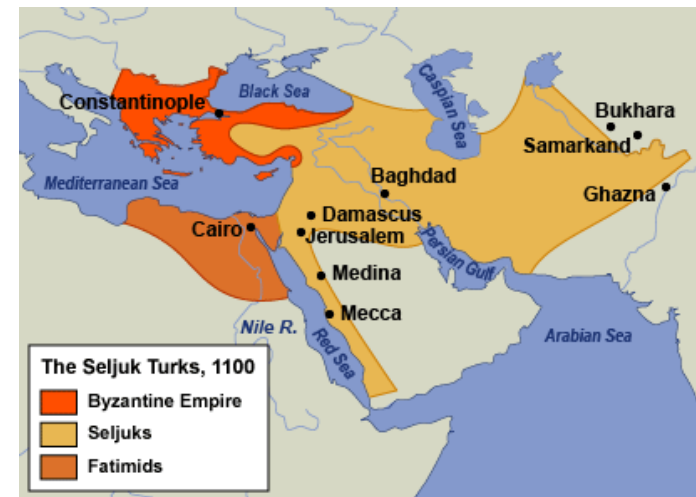 Black Sea
Constantinople
Caspian Sea
Bukhara
Samarkand
Mediterranean Sea
Baghdad
Ghazna
Damascus
Cairo
Jerusalem
Persian Gulf
Medina
Mecca
Nile R.
Red Sea
Arabian Sea
The Seljuk Turks, 1100
Byzantine Empire
Seljuks
Fatimids